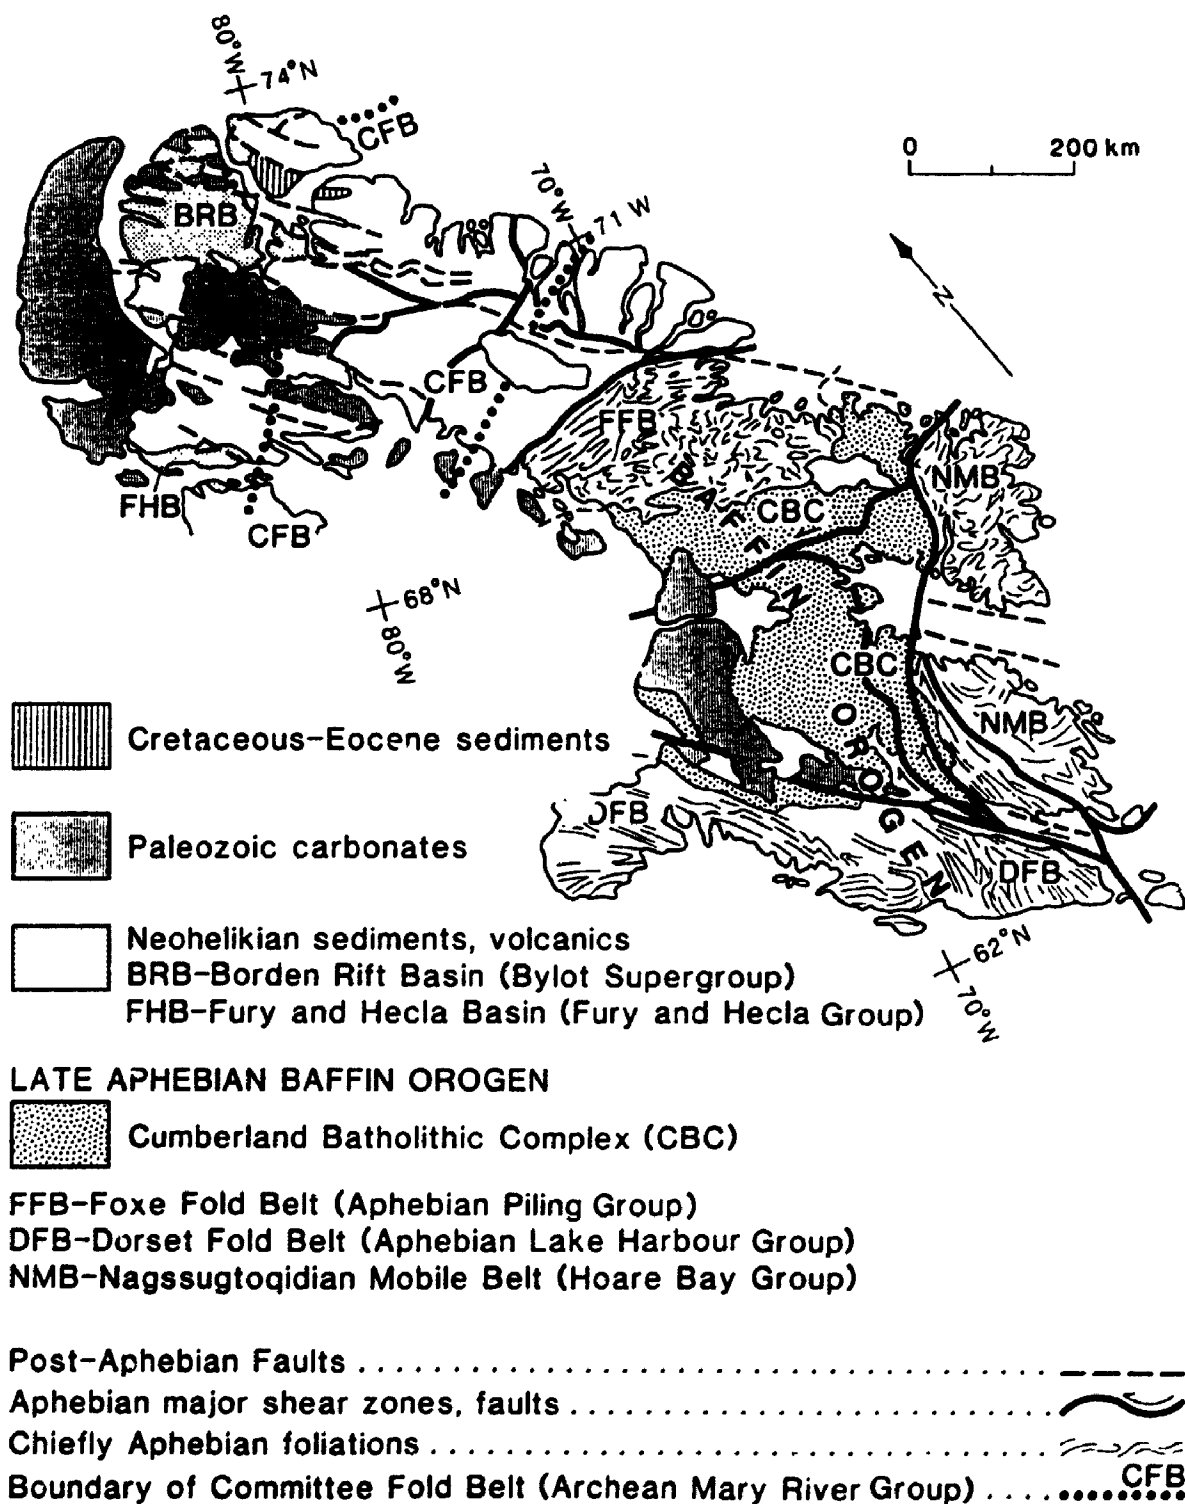 80°W
74°N
CFB
0 200 km
70°W
71 W
N
BRB
CFB
FFB
NMB
CBC
FHB
CFB
BAFFIN OROGEN
68°N
80°W
CBC
NMB
Cretaceous-Eocene sediments
DFB
Paleozoic carbonates
DFB
Neohelikian sediments, volcanics
BRB-Borden Rift Basin (Bylot Supergroup)
FHB-Fury and Hecla Basin (Fury and Hecla Group)
62°N
70°W
LATE APHEBIAN BAFFIN OROGEN
Cumberland Batholithic Complex (CBC)
FFB-Foxe Fold Belt (Aphebian Piling Group)
DFB-Dorset Fold Belt (Aphebian Lake Harbour Group)
NMB-Nagssugtoqidian Mobile Belt (Hoare Bay Group)
Post-Aphebian Faults
Aphebian major shear zones, faults
Chiefly Aphebian foliations
Boundary of Committee Fold Belt (Archean Mary River Group) .... CFB